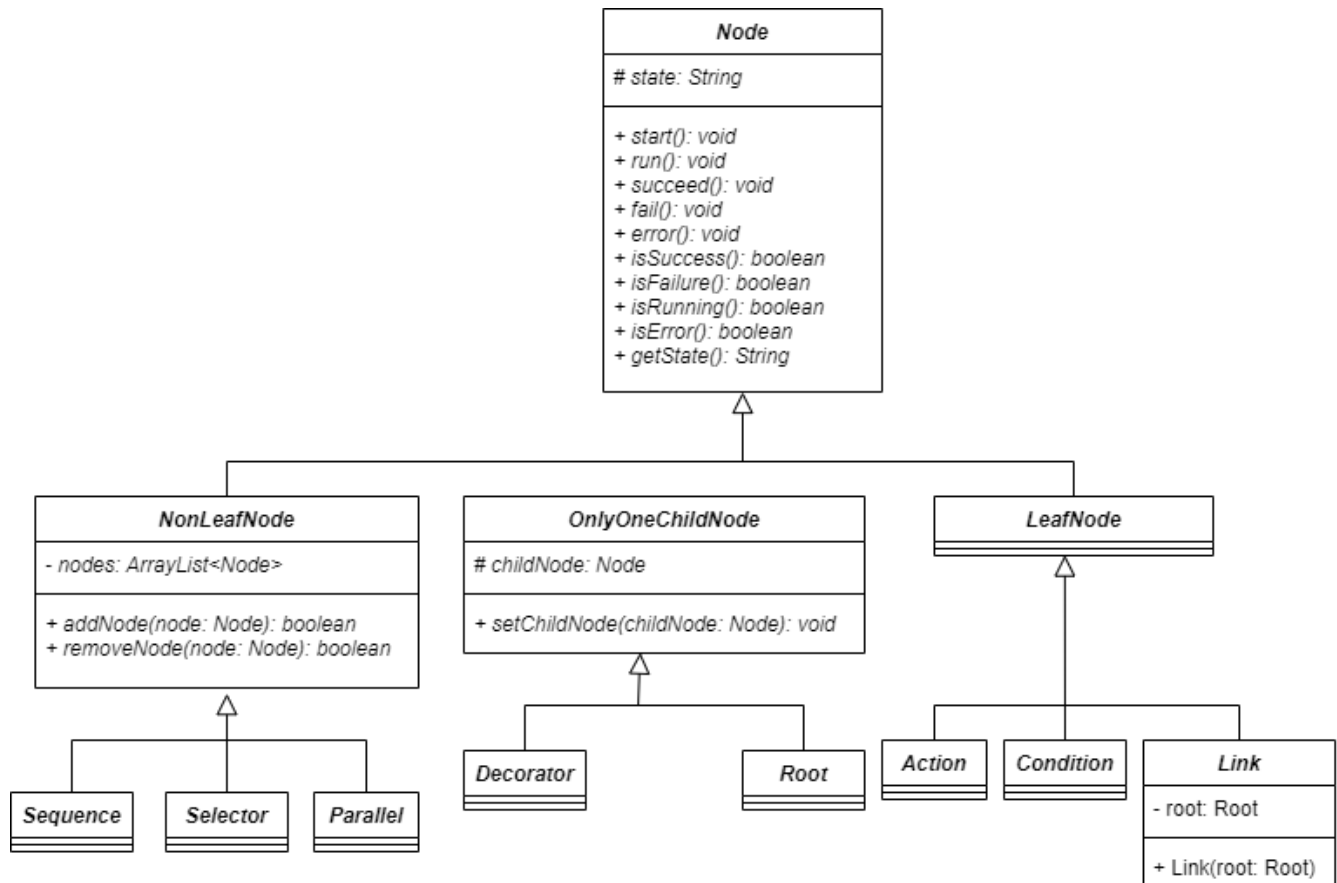 Node
# state: String
+ start(): void
+ run(): void
+ succeed(): void
+ fail(): void
+ error(): void
+ isSuccess(): boolean
+ isFailure(): boolean
+ isRunning(): boolean
+ isError(): boolean
+ getState(): String
NonLeafNode
- nodes: ArrayList<Node>
+ addNode(node: Node): boolean
+ removeNode(node: Node): boolean
OnlyOneChildNode
# childNode: Node
+ setChildNode(childNode: Node): void
LeafNode
Sequence
Selector
Parallel
Decorator
Root
Action
Condition
Link
- root: Root
+ Link(root: Root)